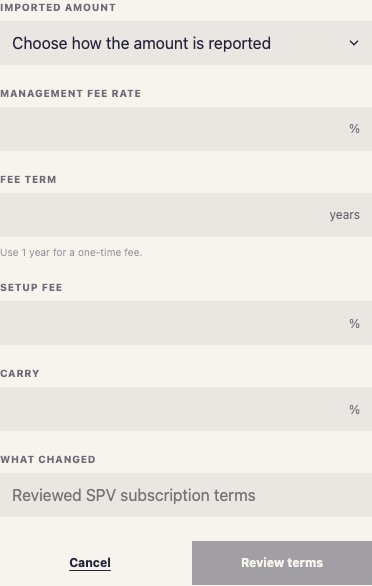 IMPORTED AMOUNT
Choose how the amount is reported
MANAGEMENT FEE RATE
%
FEE TERM
years
Use 1 year for a one-time fee.
SETUP FEE
%
CARRY
%
WHAT CHANGED
Reviewed SPV subscription terms
Cancel
Review terms